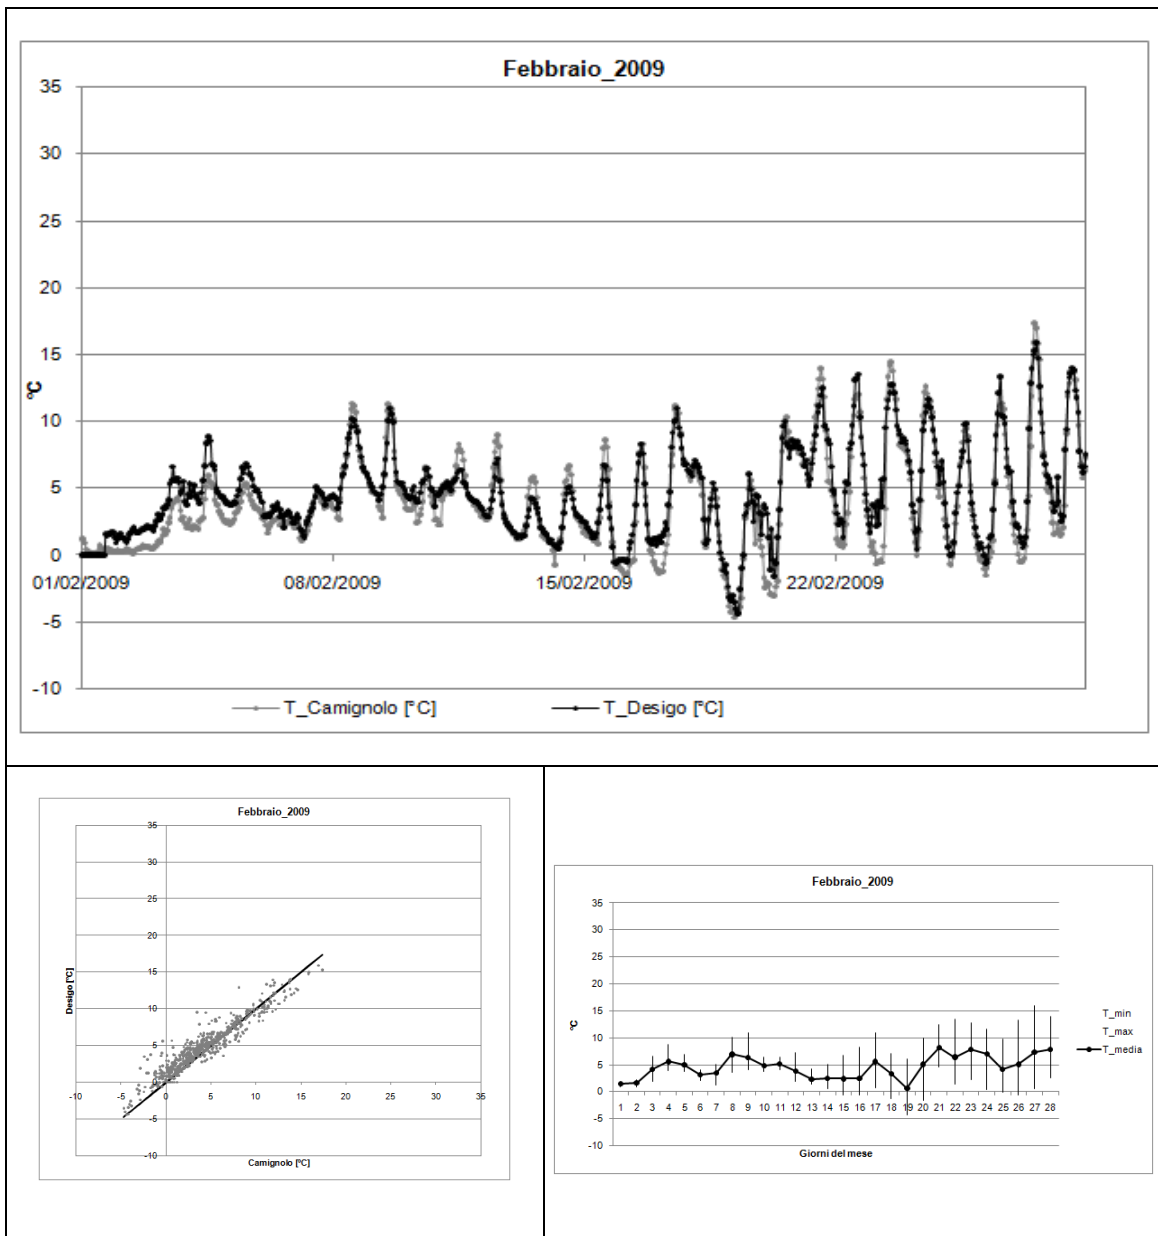 Febbraio_2009
35
30
25
20
15
10
5
0
-5
-10
°C
01/02/2009 08/02/2009 15/02/2009 22/02/2009
T_Camignolo [°C] T_Desigo [°C]
Febbraio_2009
35
30
25
20
15
10
5
0
-5
-10
Desigo [°C]
-10 -5 0 5 10 15 20 25 30 35
Camignolo [°C]
Febbraio_2009
35
30
25
20
15
10
5
0
-5
-10
°C
1 2 3 4 5 6 7 8 9 10 11 12 13 14 15 16 17 18 19 20 21 22 23 24 25 26 27 28
Giorni del mese
T_min
T_max
T_media